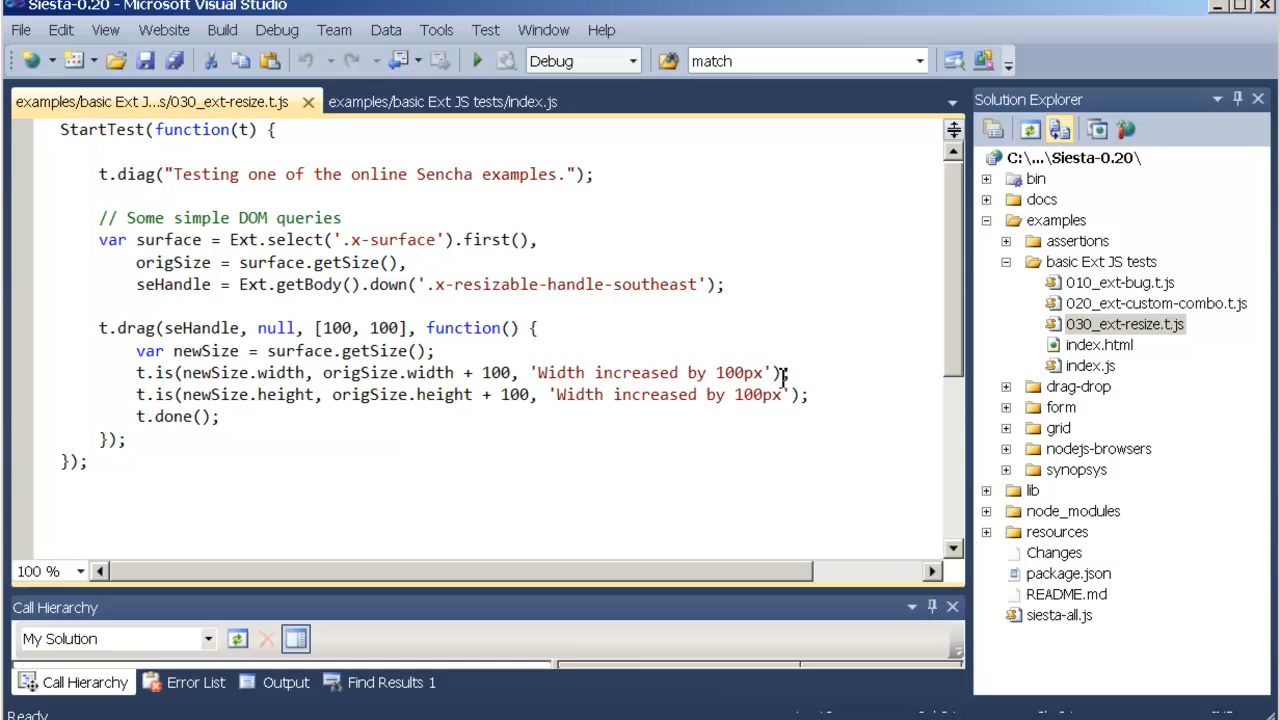 Siesta-0.20 - Microsoft Visual Studio
File Edit View Website Build Debug Team Data Tools Test Window Help
Debug match
examples/basic Ext J...s/030_ext-resize.t.js examples/basic Ext JS tests/index.js
StartTest(function(t) {
t.diag("Testing one of the online Sencha examples.");
// Some simple DOM queries
var surface = Ext.select('.x-surface').first(),
origSize = surface.getSize(),
seHandle = Ext.getBody().down('.x-resizable-handle-southeast');
t.drag(seHandle, null, [100, 100], function() {
var newSize = surface.getSize();
t.is(newSize.width, origSize.width + 100, 'Width increased by 100px');
t.is(newSize.height, origSize.height + 100, 'Width increased by 100px');
t.done();
});
});
100 %
Solution Explorer
C:\...\Siesta-0.20\
bin
docs
examples
assertions
basic Ext JS tests
010_ext-bug.t.js
020_ext-custom-combo.t.js
030_ext-resize.t.js
index.html
index.js
drag-drop
form
grid
nodejs-browsers
synopsys
lib
node_modules
resources
Changes
package.json
README.md
siesta-all.js
Call Hierarchy
My Solution
Call Hierarchy Error List Output Find Results 1
Ready